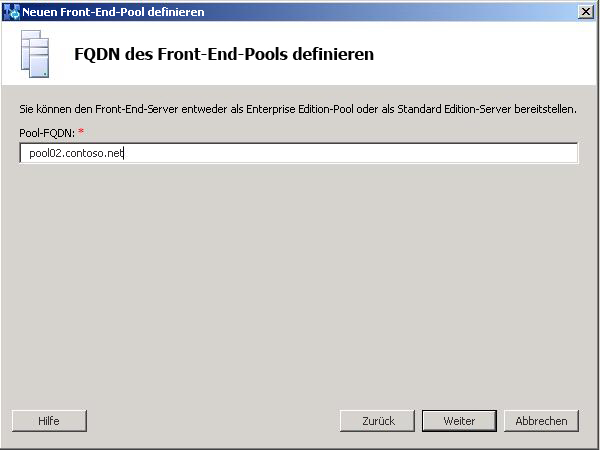 Neuen Front-End-Pool definieren
FQDN des Front-End-Pools definieren
Sie können den Front-End-Server entweder als Enterprise Edition-Pool oder als Standard Edition-Server bereitstellen.
Pool-FQDN: *
pool02.contoso.net
Hilfe
Zurück
Weiter
Abbrechen